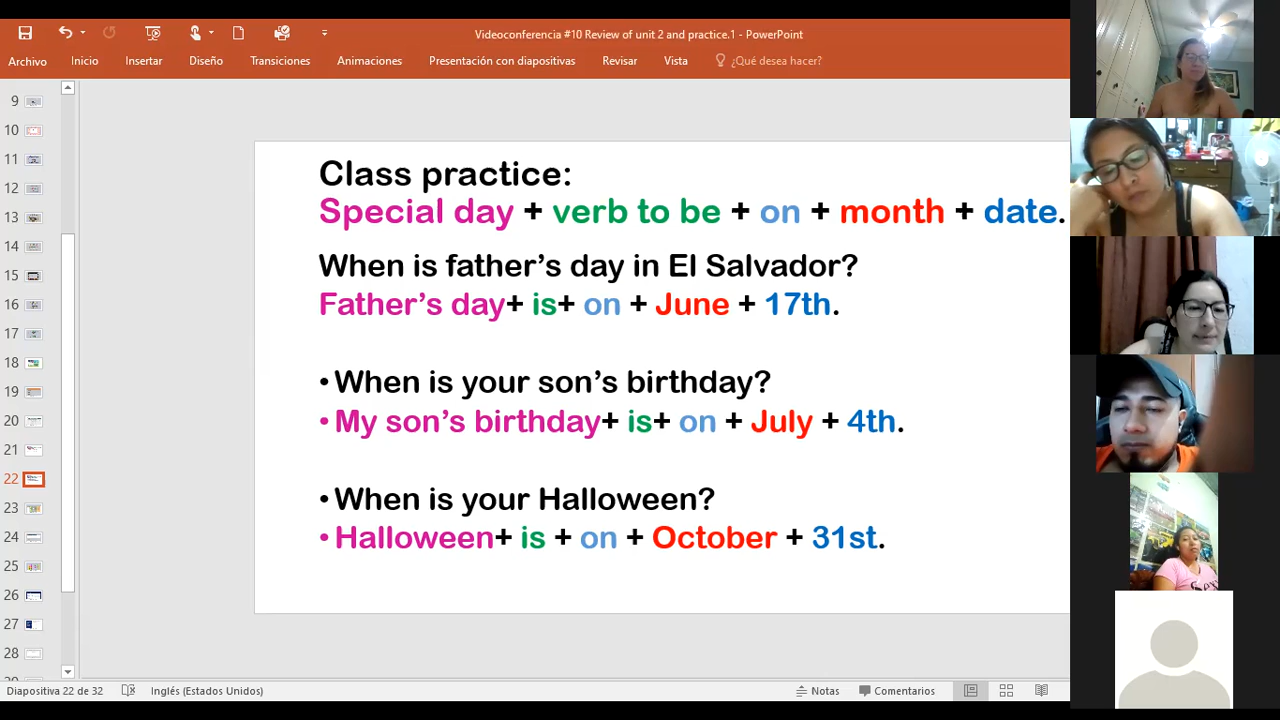 Videoconferencia #10 Review of unit 2 and practice.1 - PowerPoint
Archivo Inicio Insertar Diseño Transiciones Animaciones Presentación con diapositivas Revisar Vista ¿Qué desea hacer?
9
10
11
12
13
14
15
16
17
18
19
20
21
22
23
24
25
26
27
28
Class practice:
Special day + verb to be + on + month + date.
When is father's day in El Salvador?
Father's day+ is+ on + June + 17th.
• When is your son's birthday?
• My son's birthday+ is+ on + July + 4th.
• When is your Halloween?
• Halloween+ is + on + October + 31st.
Diapositiva 22 de 32 Inglés (Estados Unidos) Notas Comentarios